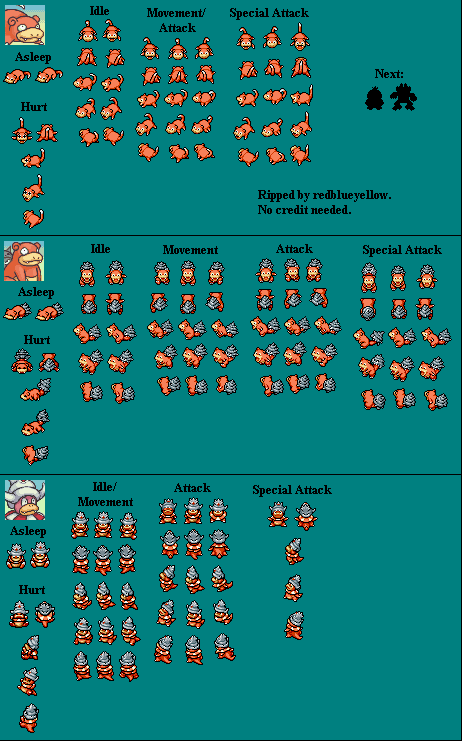 Idle
Movement/
Attack
Special Attack
Asleep
Next:
Hurt
Ripped by redblueyellow.
No credit needed.
Idle
Movement
Attack
Special Attack
Asleep
Hurt
Idle/
Movement
Attack
Special Attack
Asleep
Hurt